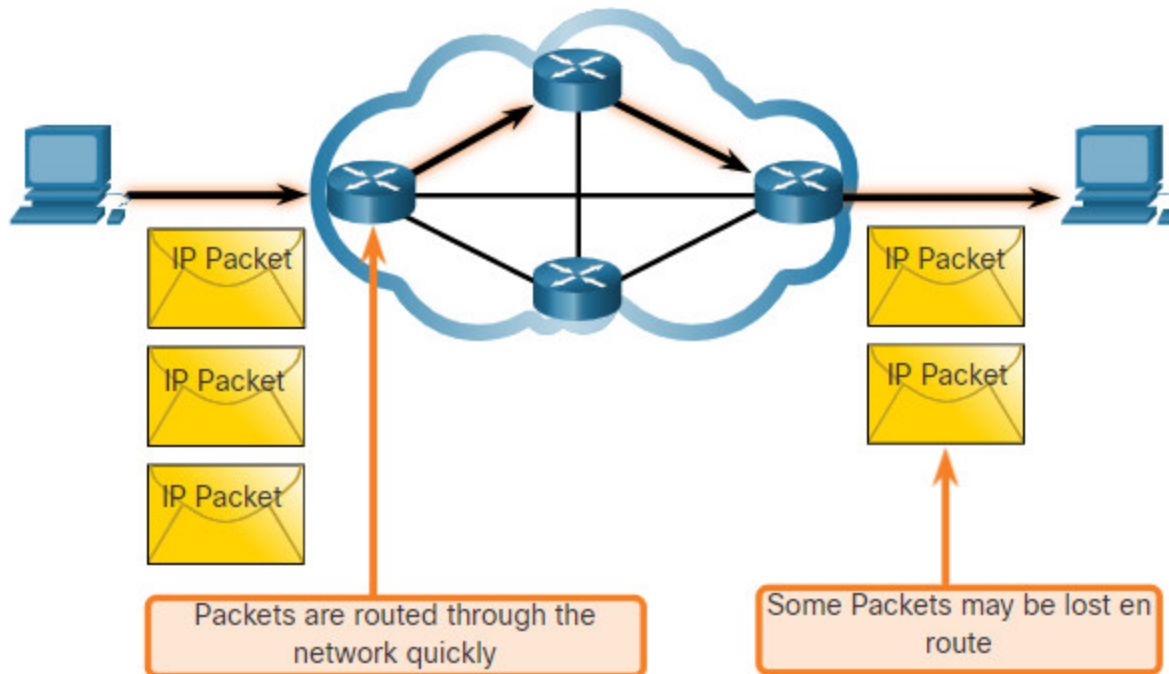 IP Packet
IP Packet
IP Packet
IP Packet
IP Packet
Packets are routed through the
network quickly
Some Packets may be lost en
route